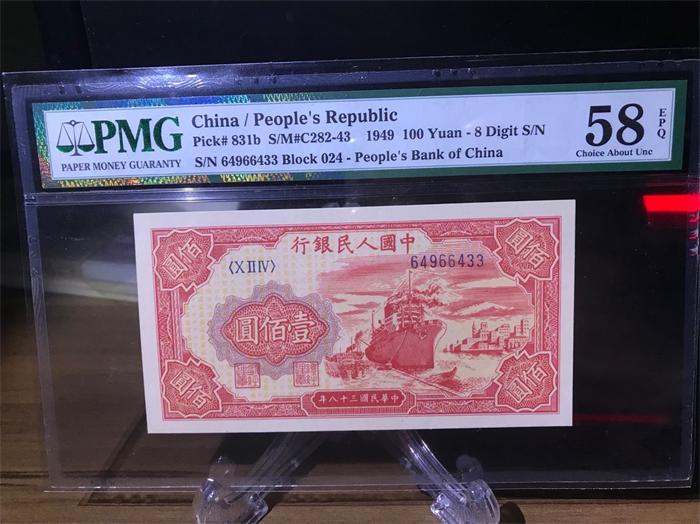 PMG
PAPER MONEY GUARANTY
China / People's Republic
Pick# 831b S/M#C282-43 1949 100 Yuan - 8 Digit S/N
S/N 64966433 Block 024 - People's Bank of China
58
EPQ
Choice About Unc
行銀民人國中
佰圓
佰圓
〈XIIIV〉
64966433
圓佰壹
佰圓
佰圓
年八十三國民華中